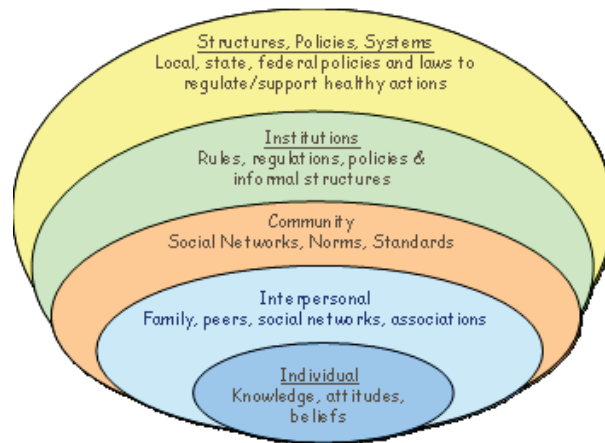 Structures, Policies, Systems
Local, state, federal policies and laws to
regulate/support healthy actions
Institutions
Rules, regulations, policies &
informal structures
Community
Social Networks, Norms, Standards
Interpersonal
Family, peers, social networks, associations
Individual
Knowledge, attitudes,
beliefs